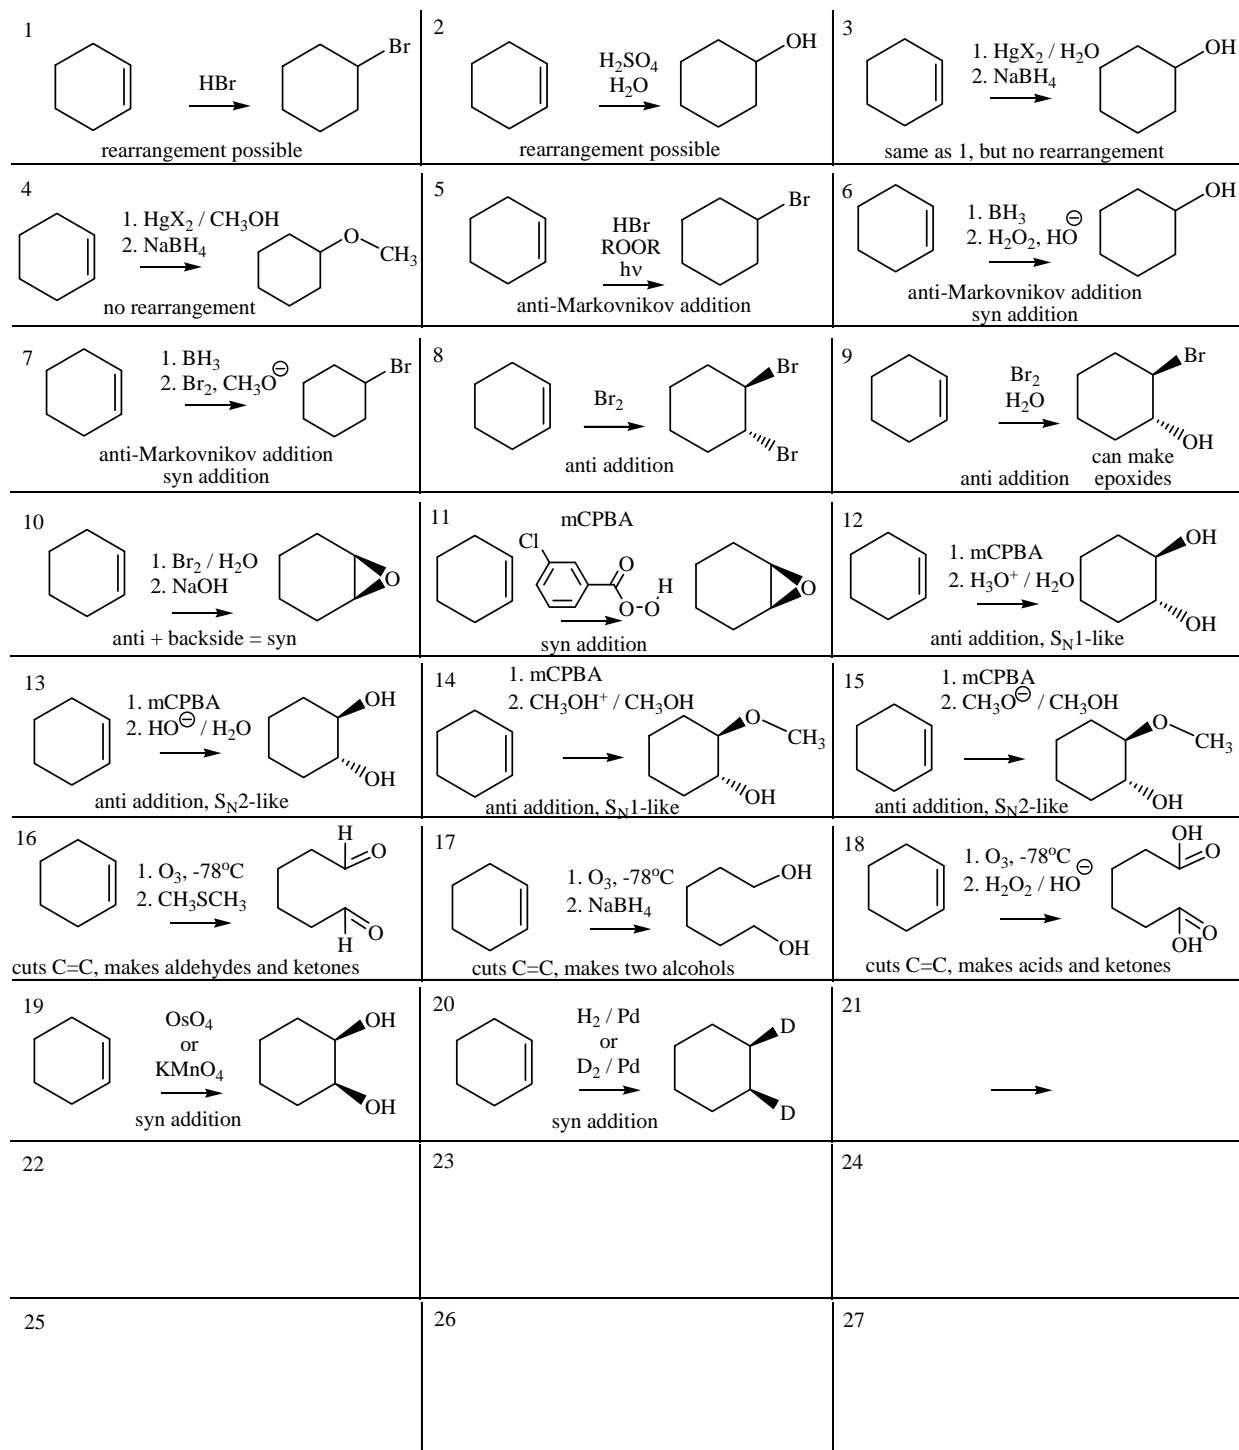 1
Br
HBr
rearrangement possible
2
OH
H₂SO₄
H₂O
rearrangement possible
3
OH
1. HgX₂ / H₂O
2. NaBH₄
same as 1, but no rearrangement
4
1. HgX₂ / CH₃OH
2. NaBH₄
O
CH₃
no rearrangement
5
Br
HBr
ROOR
hν
anti-Markovnikov addition
6
OH
1. BH₃
2. H₂O₂, HO⊖
anti-Markovnikov addition
syn addition
7
1. BH₃
2. Br₂, CH₃O⊖
Br
anti-Markovnikov addition
syn addition
8
Br
Br₂
Br
anti addition
9
Br
Br₂
H₂O
OH
can make
anti addition epoxides
10
1. Br₂ / H₂O
2. NaOH
O
anti + backside = syn
11
mCPBA
Cl
O
H
O-O
O
syn addition
12
OH
1. mCPBA
2. H₃O⁺ / H₂O
OH
anti addition, S_N1-like
13
OH
1. mCPBA
2. HO⊖ / H₂O
OH
anti addition, S_N2-like
14
1. mCPBA
2. CH₃OH⁺ / CH₃OH
O
CH₃
OH
anti addition, S_N1-like
15
1. mCPBA
2. CH₃O⊖ / CH₃OH
O
CH₃
OH
anti addition, S_N2-like
16
H
O
1. O₃, -78°C
2. CH₃SCH₃
O
H
cuts C=C, makes aldehydes and ketones
17
1. O₃, -78°C
2. NaBH₄
OH
OH
cuts C=C, makes two alcohols
18
OH
1. O₃, -78°C
2. H₂O₂ / HO⊖
O
O
OH
cuts C=C, makes acids and ketones
19
OsO₄
or
KMnO₄
OH
OH
syn addition
20
H₂ / Pd
or
D₂ / Pd
D
D
syn addition
21
22
23
24
25
26
27